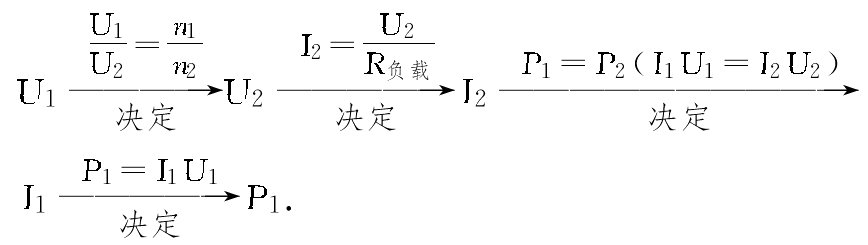 U₁ —(U₁/U₂ = n₁/n₂)/决定→ U₂ —(I₂ = U₂/R负载)/决定→ I₂ —(P₁ = P₂ ( I₁U₁ = I₂U₂ ))/决定→
I₁ —(P₁ = I₁U₁)/决定→ P₁.